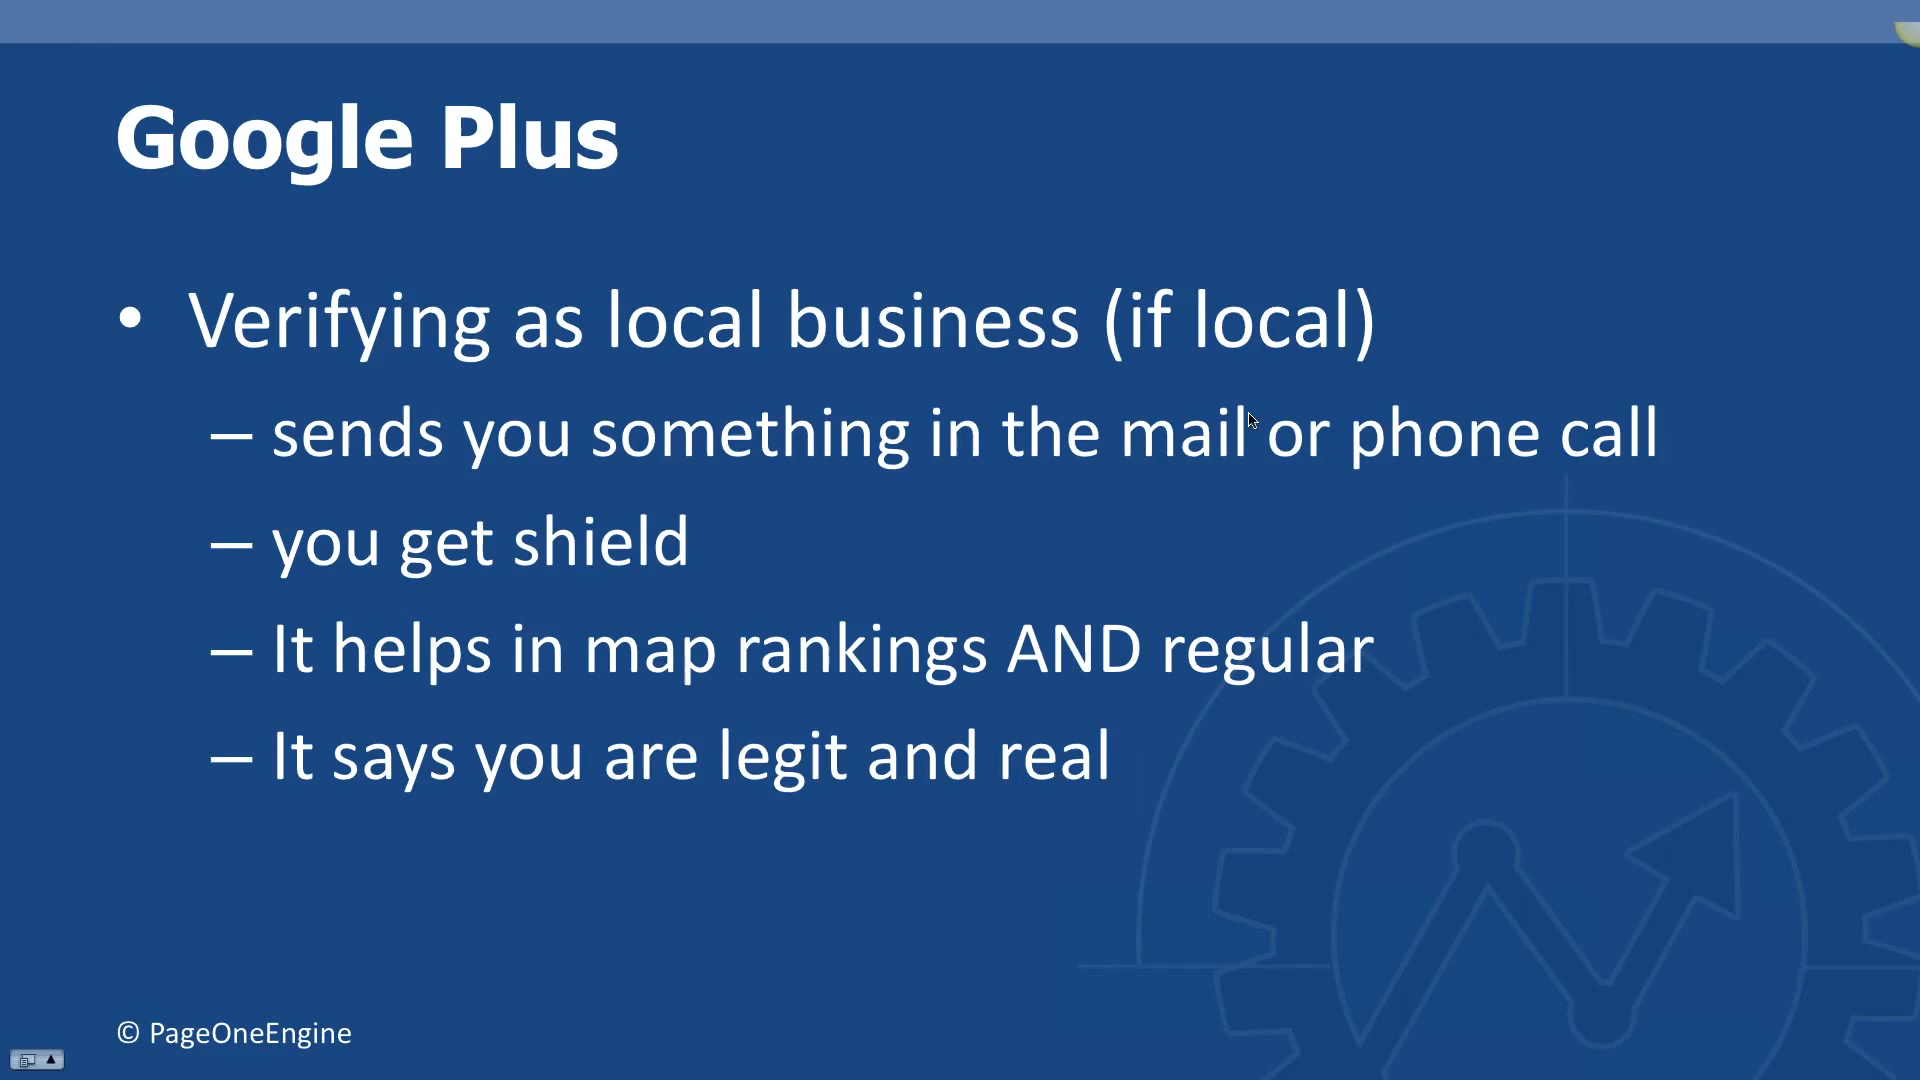 Google Plus
• Verifying as local business (if local)
– sends you something in the mail or phone call
– you get shield
– It helps in map rankings AND regular
– It says you are legit and real
© PageOneEngine